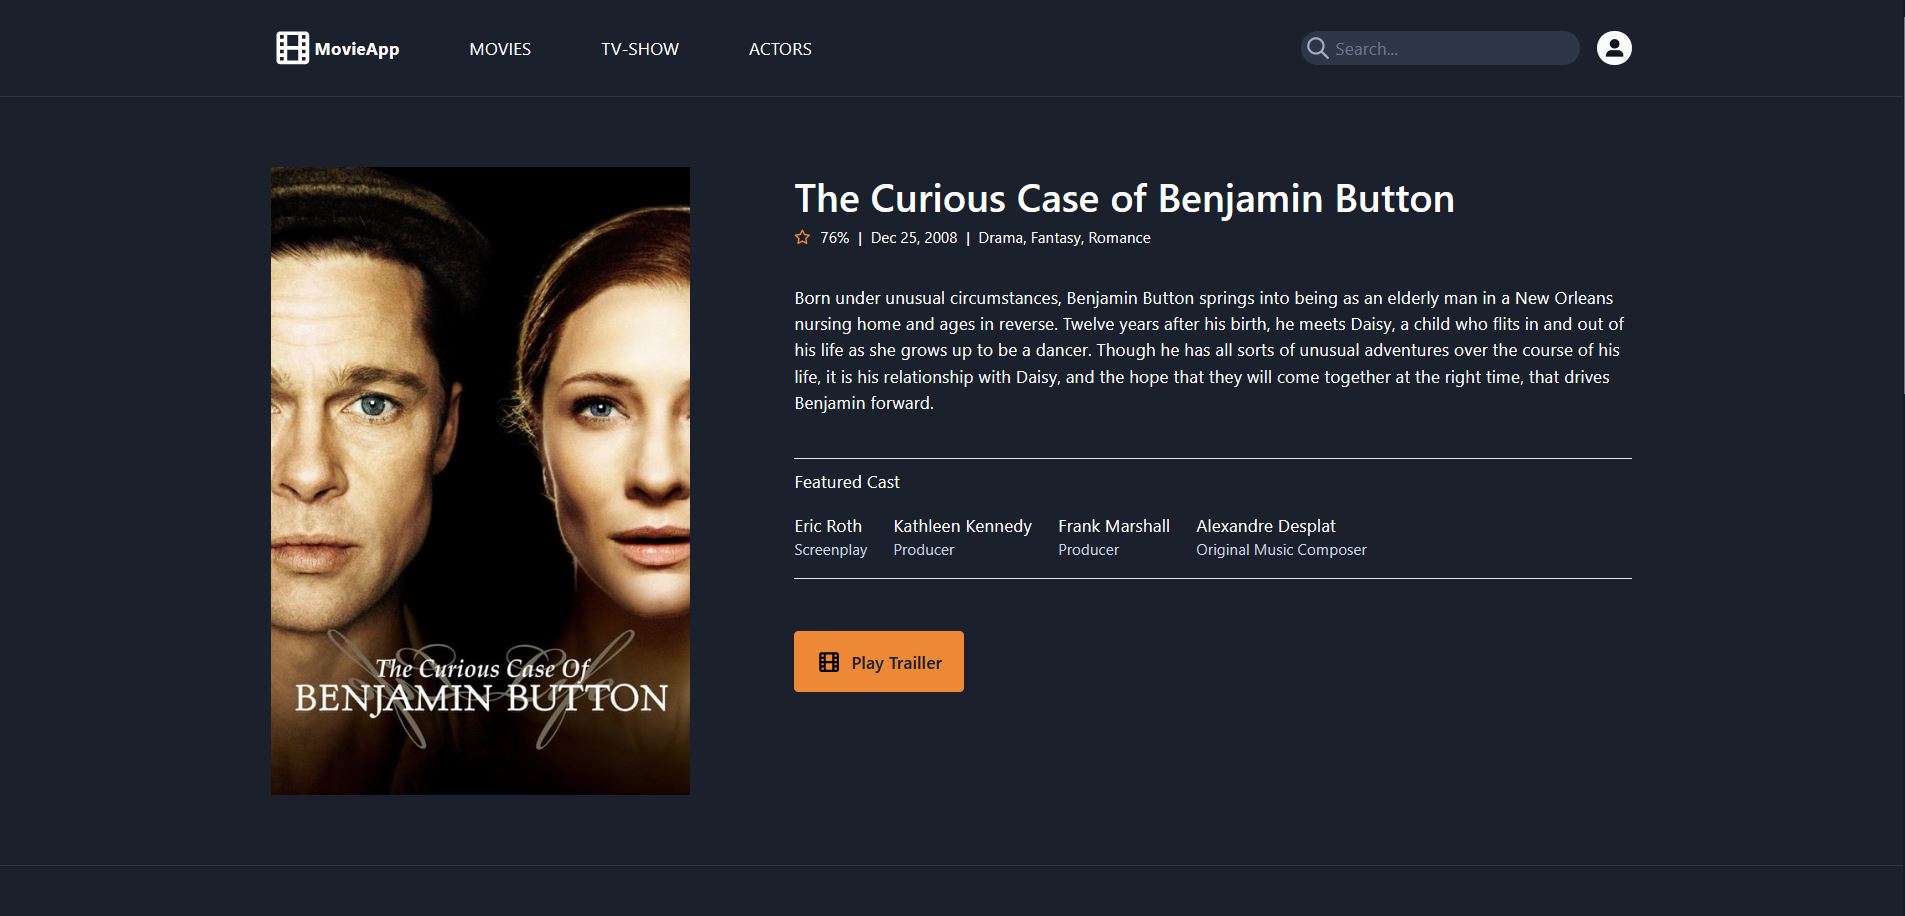 MovieApp MOVIES TV-SHOW ACTORS Search...
The Curious Case Of
BENJAMIN BUTTON
The Curious Case of Benjamin Button
76% | Dec 25, 2008 | Drama, Fantasy, Romance
Born under unusual circumstances, Benjamin Button springs into being as an elderly man in a New Orleans
nursing home and ages in reverse. Twelve years after his birth, he meets Daisy, a child who flits in and out of
his life as she grows up to be a dancer. Though he has all sorts of unusual adventures over the course of his
life, it is his relationship with Daisy, and the hope that they will come together at the right time, that drives
Benjamin forward.
Featured Cast
Eric Roth Kathleen Kennedy Frank Marshall Alexandre Desplat
Screenplay Producer Producer Original Music Composer
Play Trailler